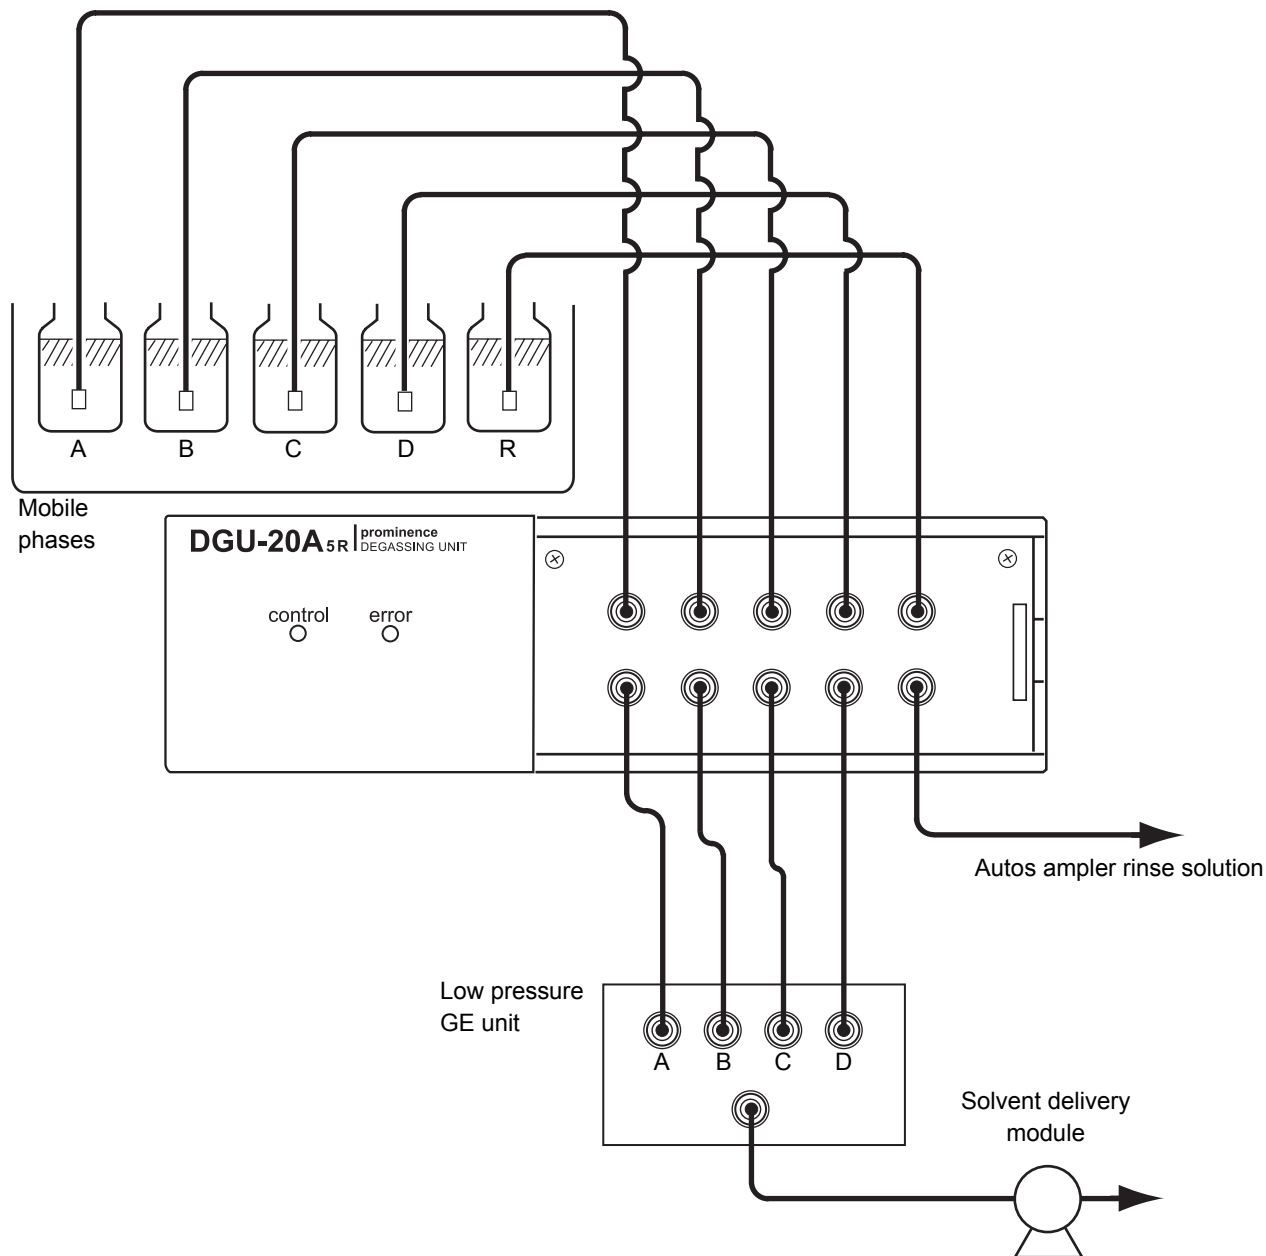 A B C D R
Mobile
phases
DGU-20A5R prominence
DEGASSING UNIT
control error
Autos ampler rinse solution
Low pressure
GE unit
A B C D
Solvent delivery
module